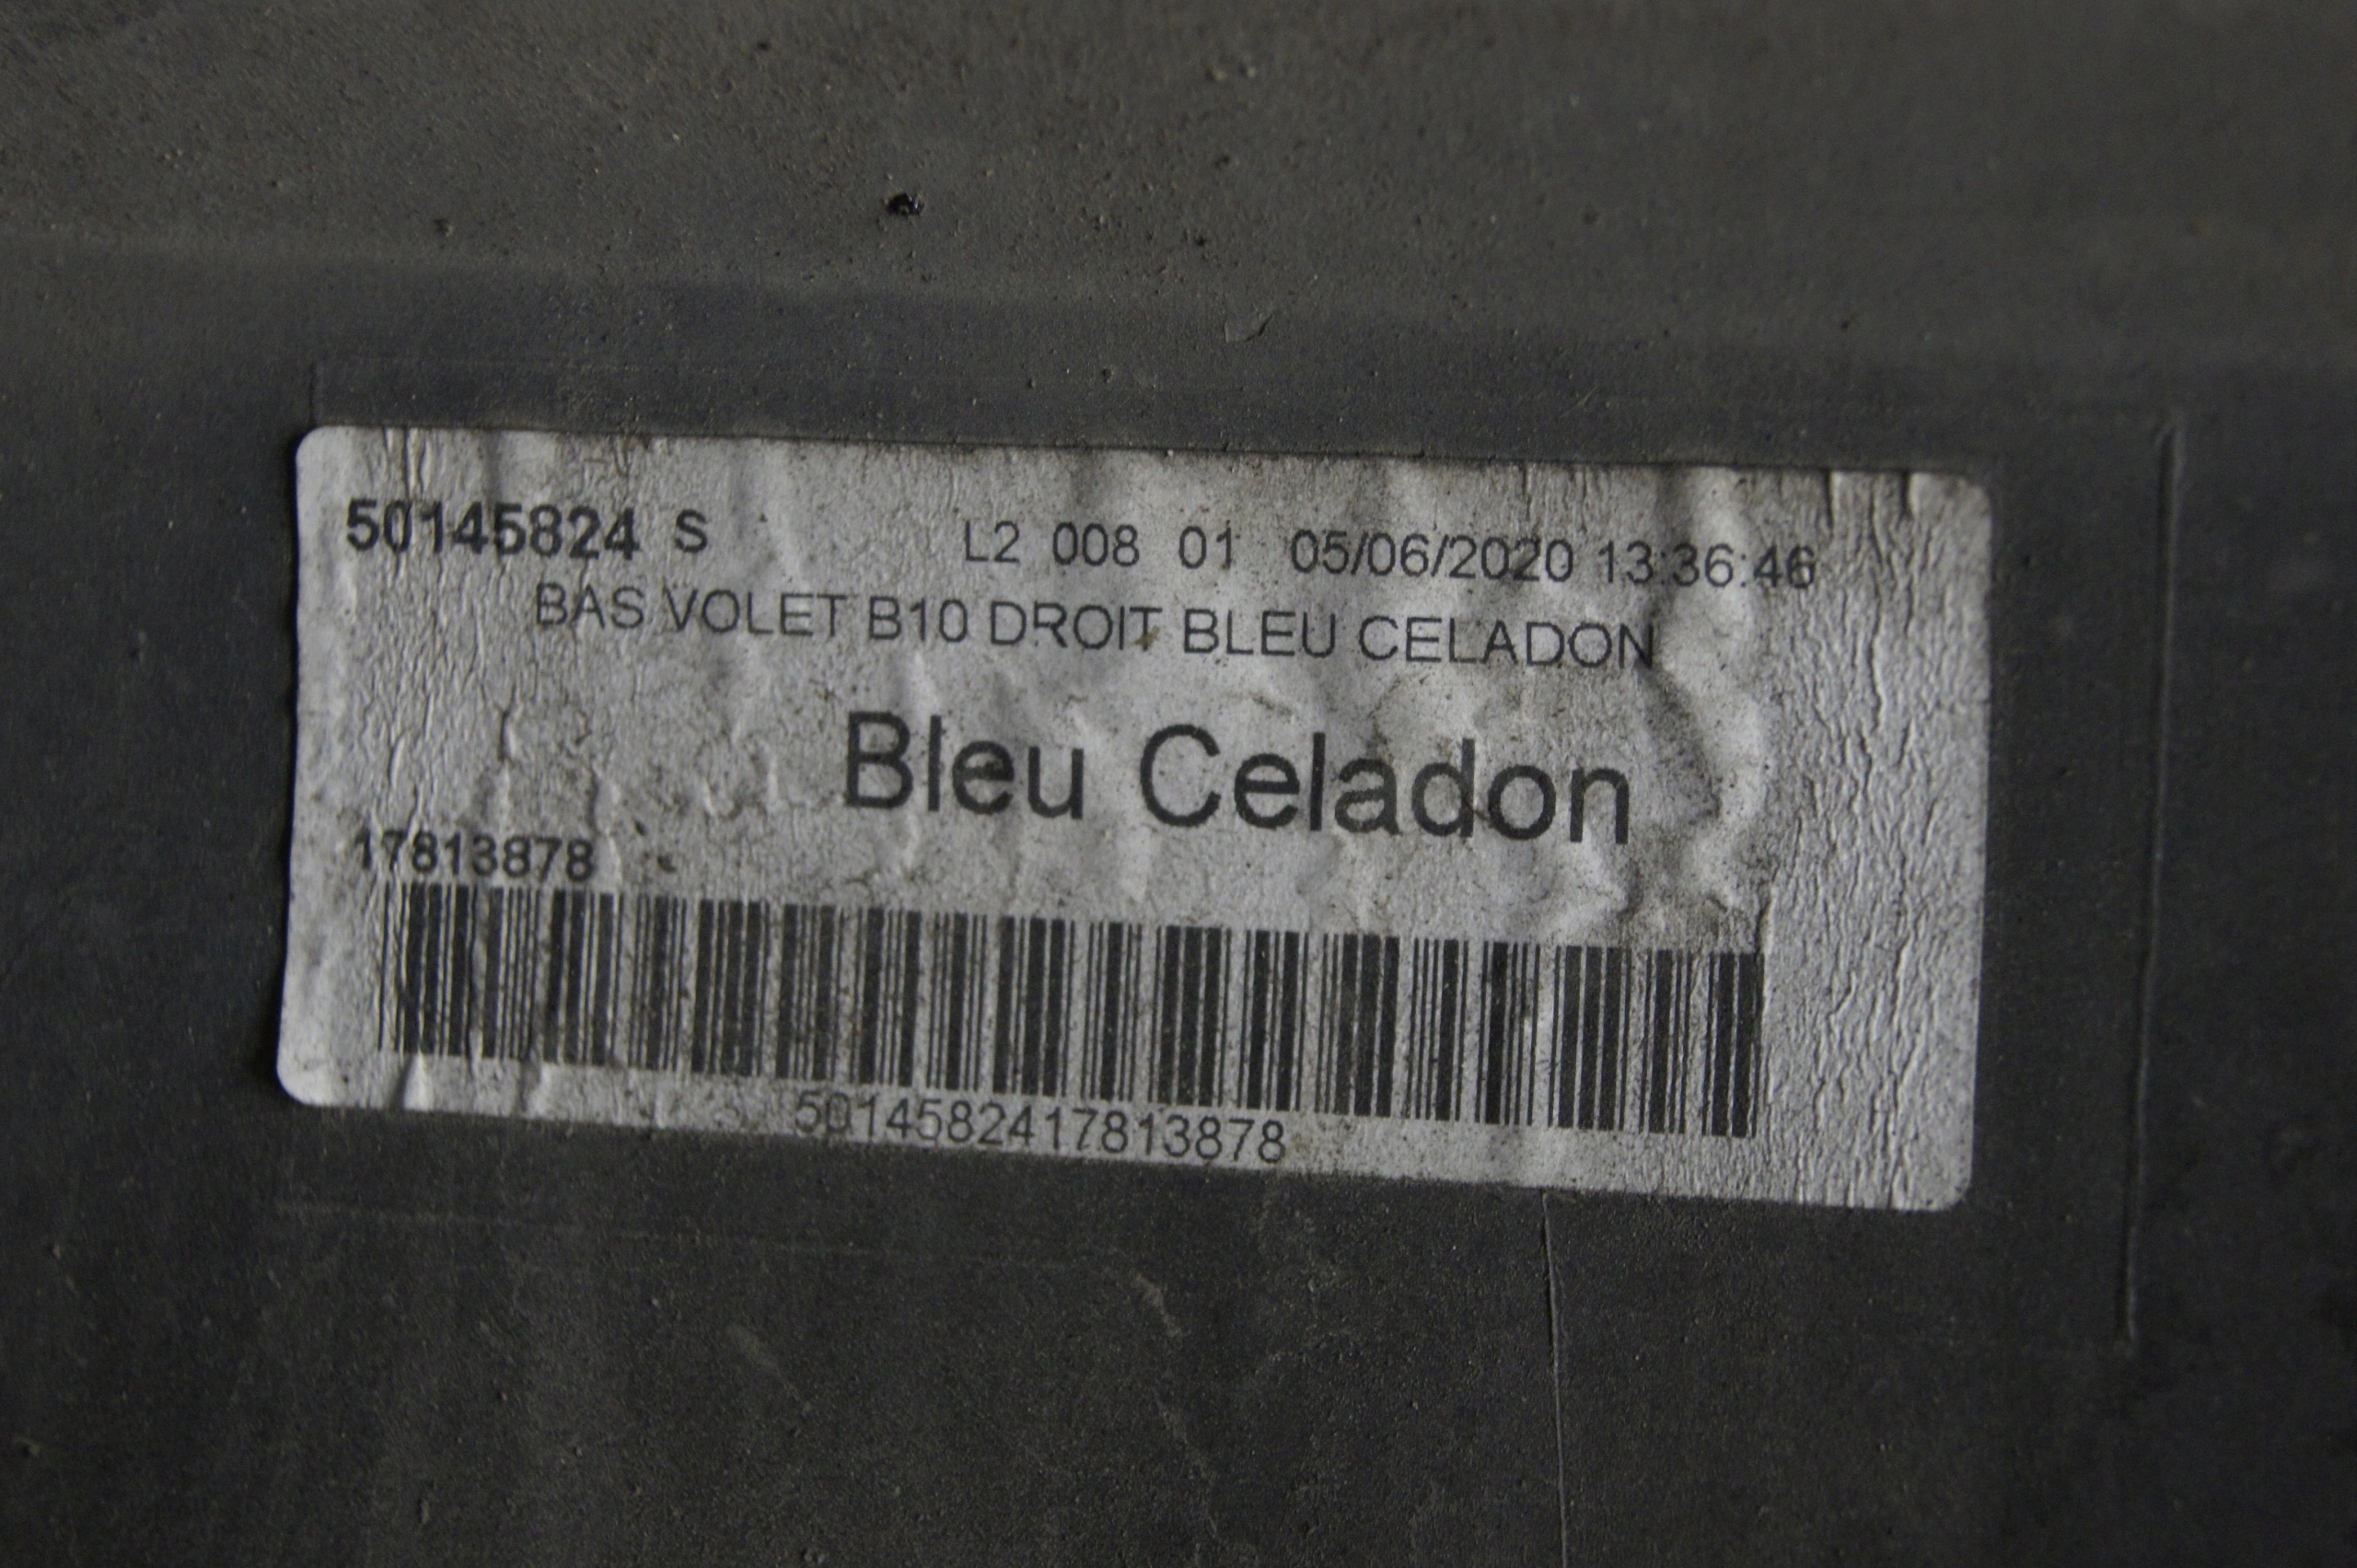 50145824 S L2 008 01 05/06/2020 13:36:46
BAS VOLET B10 DROIT BLEU CELADON
Bleu Celadon
17813878
5014582417813878